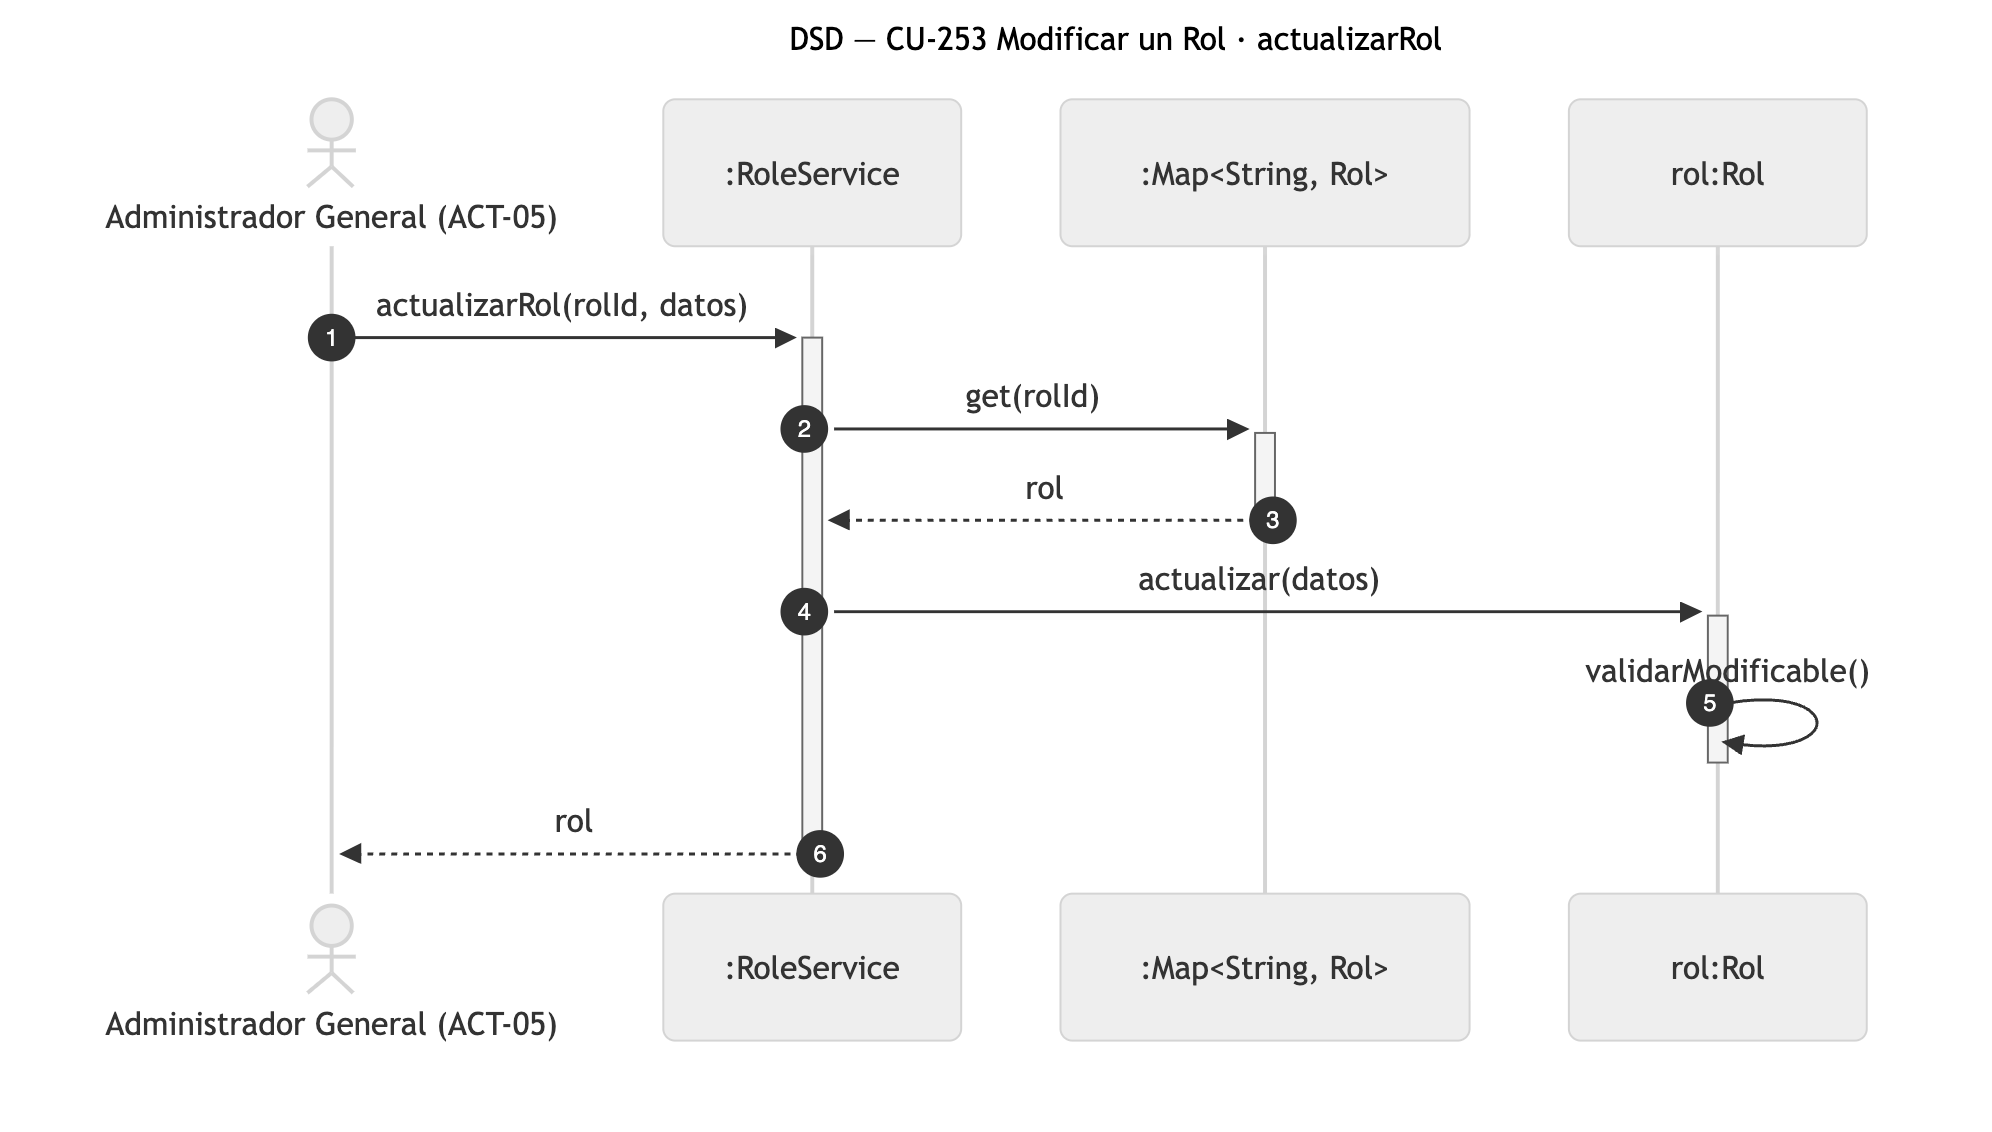 DSD — CU-253 Modificar un Rol · actualizarRol
Administrador General (ACT-05)
:RoleService
:Map<String, Rol>
rol:Rol
actualizarRol(rolId, datos)
1
get(rolId)
2
rol
3
actualizar(datos)
4
validarModificable()
5
rol
6
Administrador General (ACT-05)
:RoleService
:Map<String, Rol>
rol:Rol